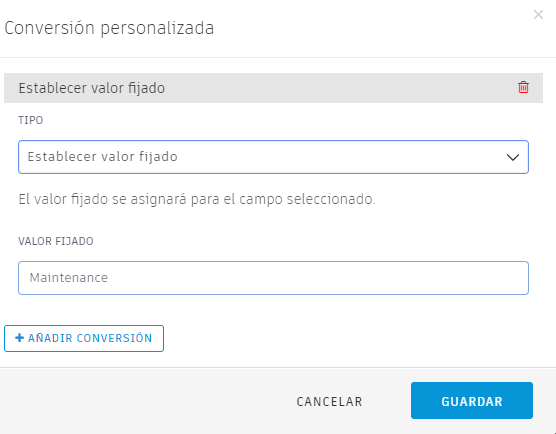 Conversión personalizada
Establecer valor fijado
TIPO
Establecer valor fijado
El valor fijado se asignará para el campo seleccionado.
VALOR FIJADO
Maintenance
+ AÑADIR CONVERSIÓN
CANCELAR
GUARDAR